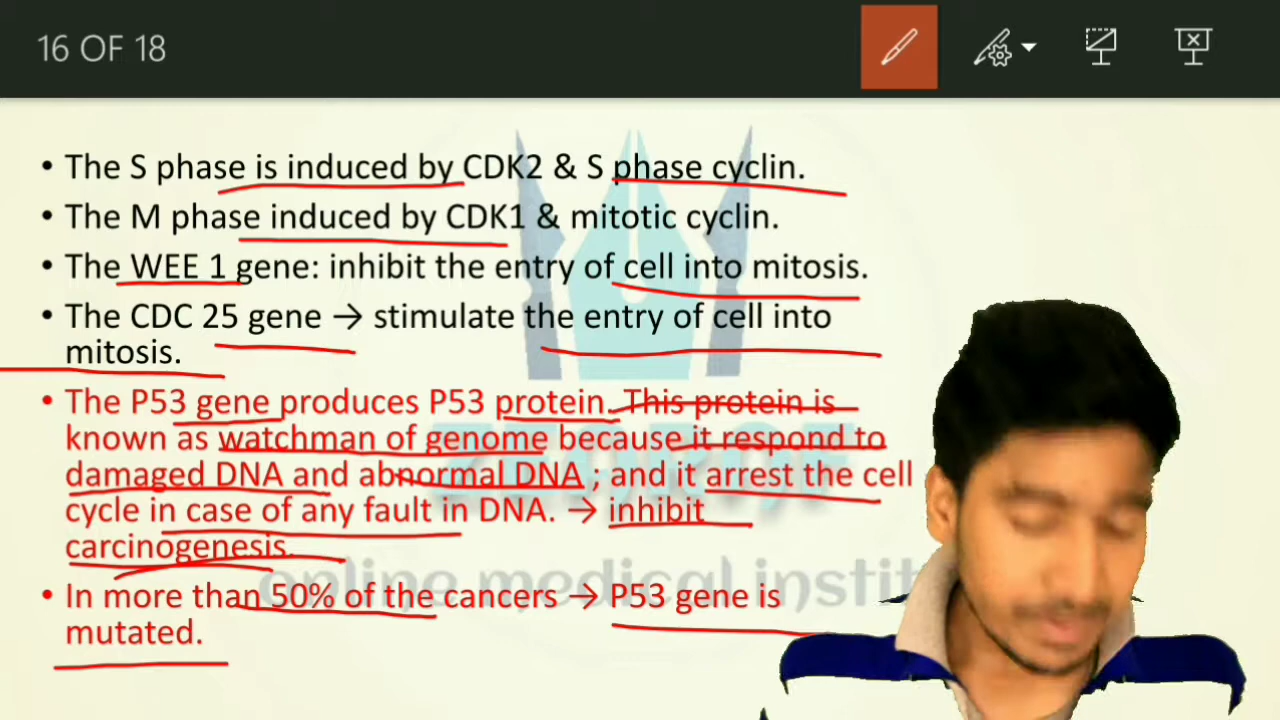 16 OF 18
• The S phase is induced by CDK2 & S phase cyclin.
• The M phase induced by CDK1 & mitotic cyclin.
• The WEE 1 gene: inhibit the entry of cell into mitosis.
• The CDC 25 gene → stimulate the entry of cell into
mitosis.
• The P53 gene produces P53 protein. This protein is
known as watchman of genome because it respond to
damaged DNA and abnormal DNA ; and it arrest the cell
cycle in case of any fault in DNA. → inhibit
carcinogenesis.
online medical instit
• In more than 50% of the cancers → P53 gene is
mutated.